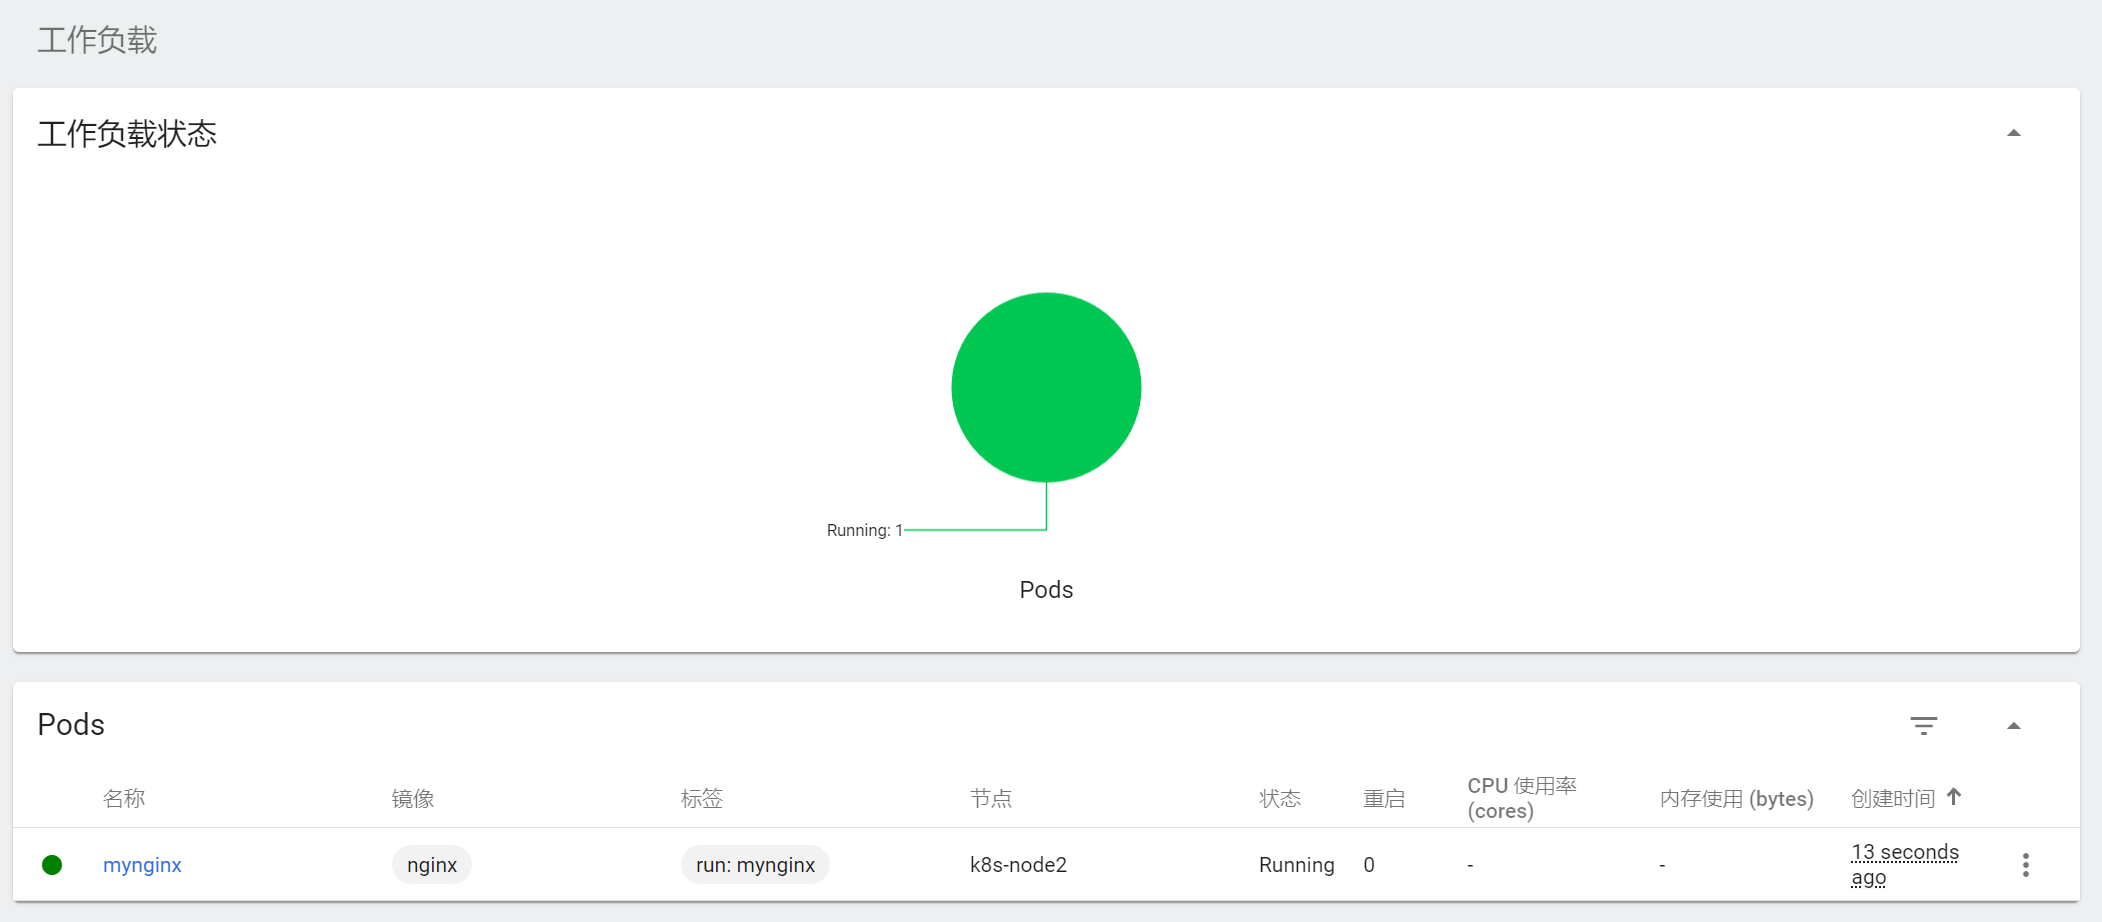 工作负载
工作负载状态
Running: 1
Pods
Pods
名称 镜像 标签 节点 状态 重启 CPU 使用率 (cores) 内存使用 (bytes) 创建时间
mynginx nginx run: mynginx k8s-node2 Running 0 - - 13 seconds ago